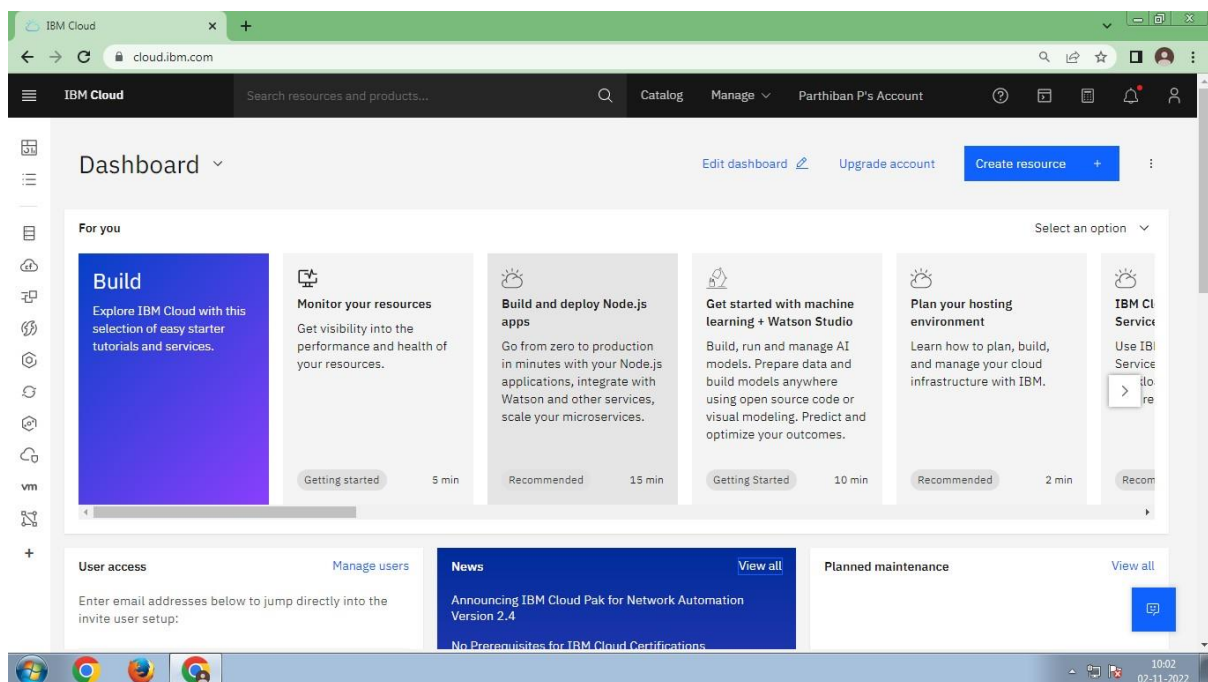 IBM Cloud
cloud.ibm.com
IBM Cloud
Search resources and products...
Catalog
Manage
Parthiban P's Account
Dashboard
Edit dashboard
Upgrade account
Create resource +
For you
Select an option
Build
Explore IBM Cloud with this
selection of easy starter
tutorials and services.
Monitor your resources
Get visibility into the
performance and health of
your resources.
Getting started
5 min
Build and deploy Node.js
apps
Go from zero to production
in minutes with your Node.js
applications, integrate with
Watson and other services,
scale your microservices.
Recommended
15 min
Get started with machine
learning + Watson Studio
Build, run and manage AI
models. Prepare data and
build models anywhere
using open source code or
visual modeling. Predict and
optimize your outcomes.
Getting Started
10 min
Plan your hosting
environment
Learn how to plan, build,
and manage your cloud
infrastructure with IBM.
Recommended
2 min
IBM Cl
Service
Use IB
Service
re
Recom
cf
vm
User access
Manage users
Enter email addresses below to jump directly into the
invite user setup:
News
View all
Announcing IBM Cloud Pak for Network Automation
Version 2.4
No Prerequisites for IBM Cloud Certifications
Planned maintenance
View all
10:02
02-11-2022